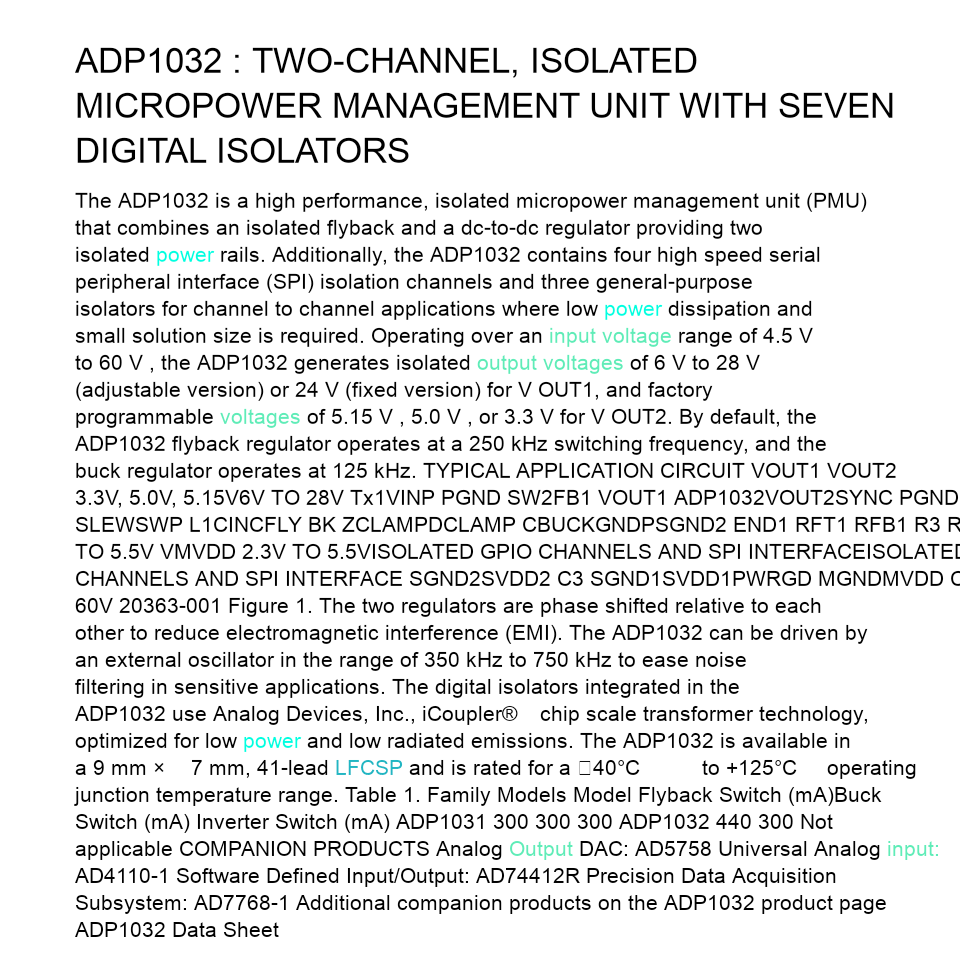 ADP1032 : TWO-CHANNEL, ISOLATED
MICROPOWER MANAGEMENT UNIT WITH SEVEN
DIGITAL ISOLATORS
The ADP1032 is a high performance, isolated micropower management unit (PMU)
that combines an isolated flyback and a dc-to-dc regulator providing two
isolated power rails. Additionally, the ADP1032 contains four high speed serial
peripheral interface (SPI) isolation channels and three general-purpose
isolators for channel to channel applications where low power dissipation and
small solution size is required. Operating over an input voltage range of 4.5 V
to 60 V , the ADP1032 generates isolated output voltages of 6 V to 28 V
(adjustable version) or 24 V (fixed version) for V OUT1, and factory
programmable voltages of 5.15 V , 5.0 V , or 3.3 V for V OUT2. By default, the
ADP1032 flyback regulator operates at a 250 kHz switching frequency, and the
buck regulator operates at 125 kHz. TYPICAL APPLICATION CIRCUIT VOUT1 VOUT2
3.3V, 5.0V, 5.15V6V TO 28V Tx1VINP PGND SW2FB1 VOUT1 ADP1032VOUT2SYNC PGND
SLEWSWP L1CINCFLY BK ZCLAMPDCLAMP CBUCKGNDPSGND2 END1 RFT1 RFB1 R3 R
TO 5.5V VMVDD 2.3V TO 5.5VISOLATED GPIO CHANNELS AND SPI INTERFACEISOLATED
CHANNELS AND SPI INTERFACE SGND2SVDD2 C3 SGND1SVDD1PWRGD MGNDMVDD C
60V 20363-001 Figure 1. The two regulators are phase shifted relative to each
other to reduce electromagnetic interference (EMI). The ADP1032 can be driven by
an external oscillator in the range of 350 kHz to 750 kHz to ease noise
filtering in sensitive applications. The digital isolators integrated in the
ADP1032 use Analog Devices, Inc., iCoupler® chip scale transformer technology,
optimized for low power and low radiated emissions. The ADP1032 is available in
a 9 mm × 7 mm, 41-lead LFCSP and is rated for a □40°C to +125°C operating
junction temperature range. Table 1. Family Models Model Flyback Switch (mA)Buck
Switch (mA) Inverter Switch (mA) ADP1031 300 300 300 ADP1032 440 300 Not
applicable COMPANION PRODUCTS Analog Output DAC: AD5758 Universal Analog input:
AD4110-1 Software Defined Input/Output: AD74412R Precision Data Acquisition
Subsystem: AD7768-1 Additional companion products on the ADP1032 product page
ADP1032 Data Sheet